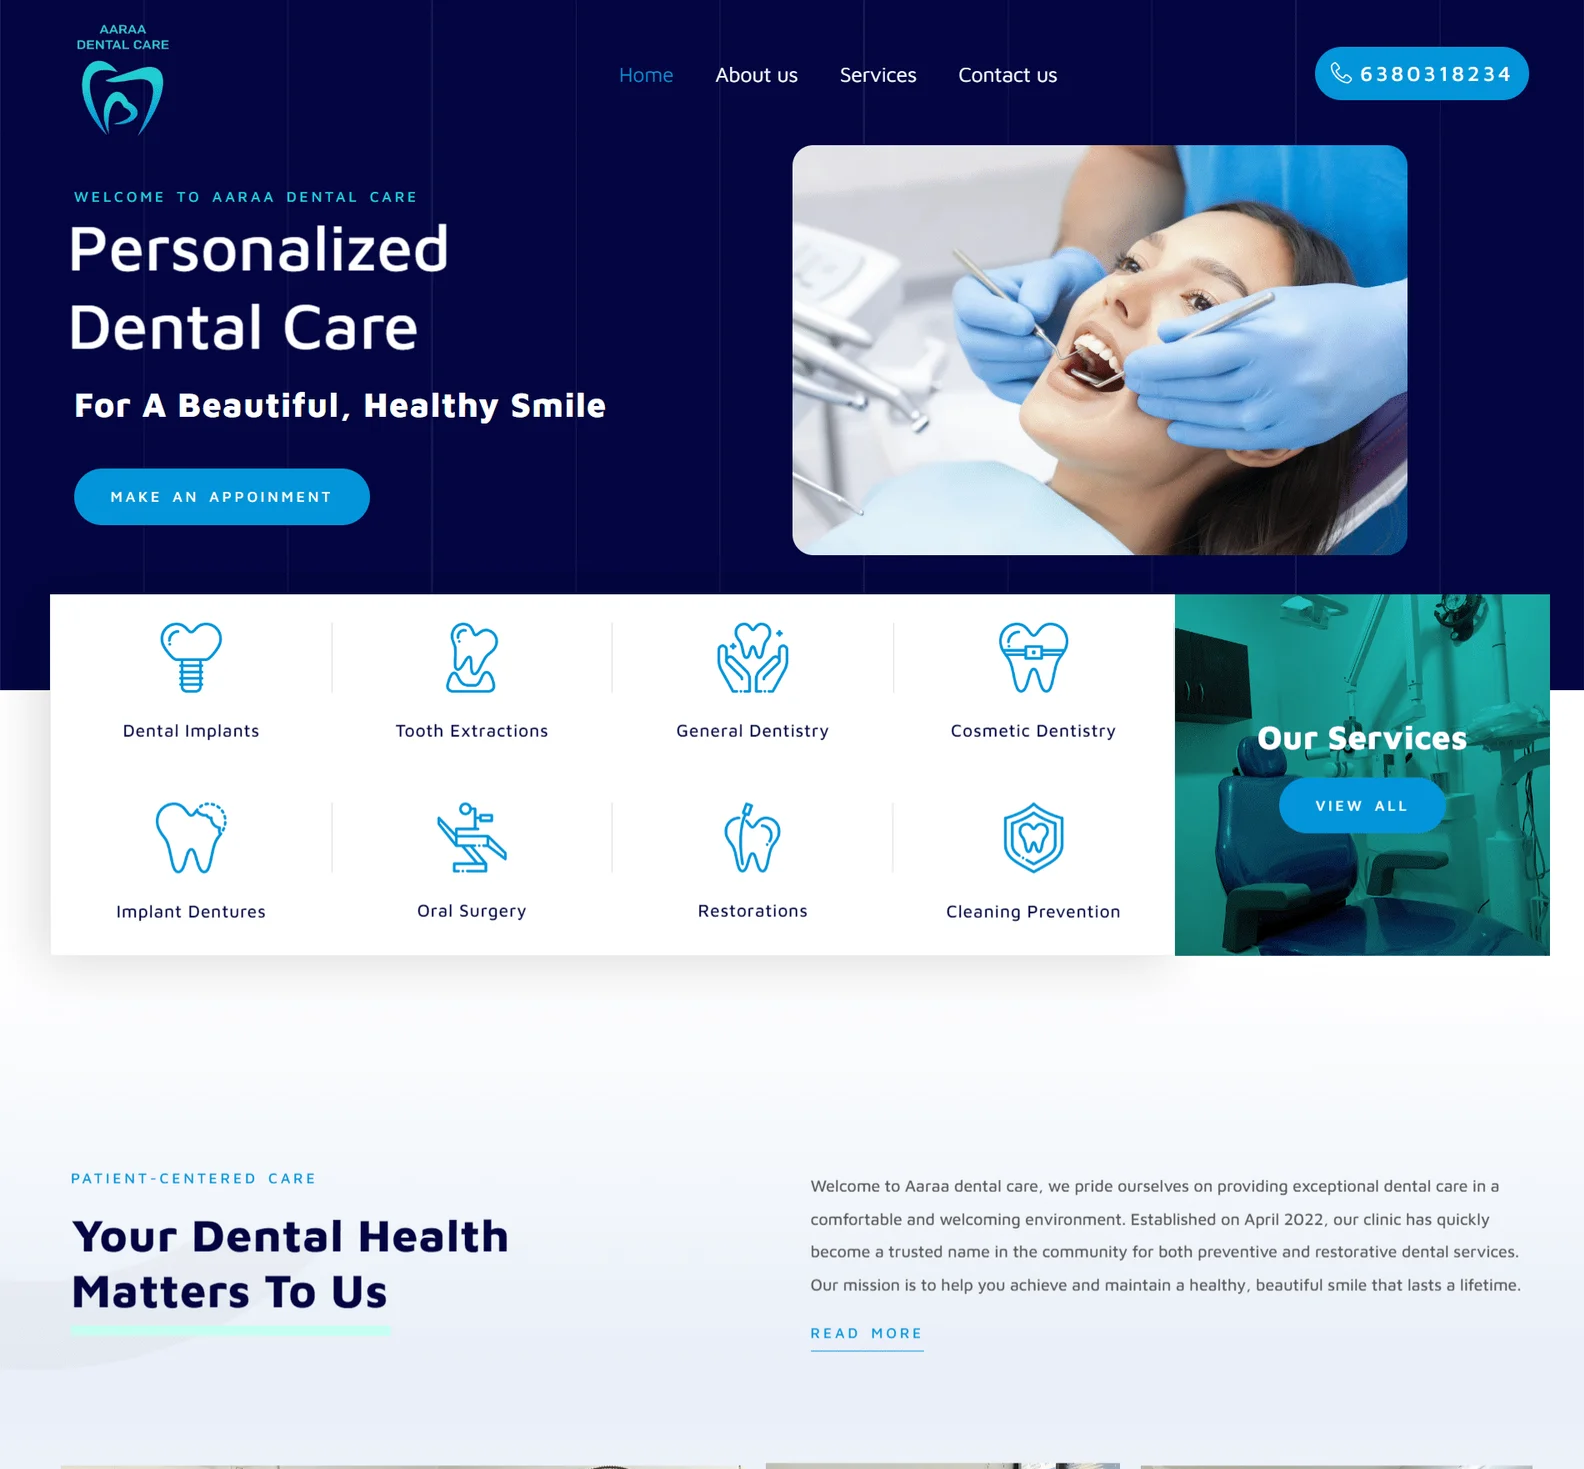 AARAA
DENTAL CARE
Home
About us
Services
Contact us
6380318234
WELCOME TO AARAA DENTAL CARE
Personalized
Dental Care
For A Beautiful, Healthy Smile
MAKE AN APPOINMENT
Dental Implants
Tooth Extractions
General Dentistry
Cosmetic Dentistry
Implant Dentures
Oral Surgery
Restorations
Cleaning Prevention
Our Services
VIEW ALL
PATIENT-CENTERED CARE
Your Dental Health
Matters To Us
Welcome to Aaraa dental care, we pride ourselves on providing exceptional dental care in a
comfortable and welcoming environment. Established on April 2022, our clinic has quickly
become a trusted name in the community for both preventive and restorative dental services.
Our mission is to help you achieve and maintain a healthy, beautiful smile that lasts a lifetime.
READ MORE